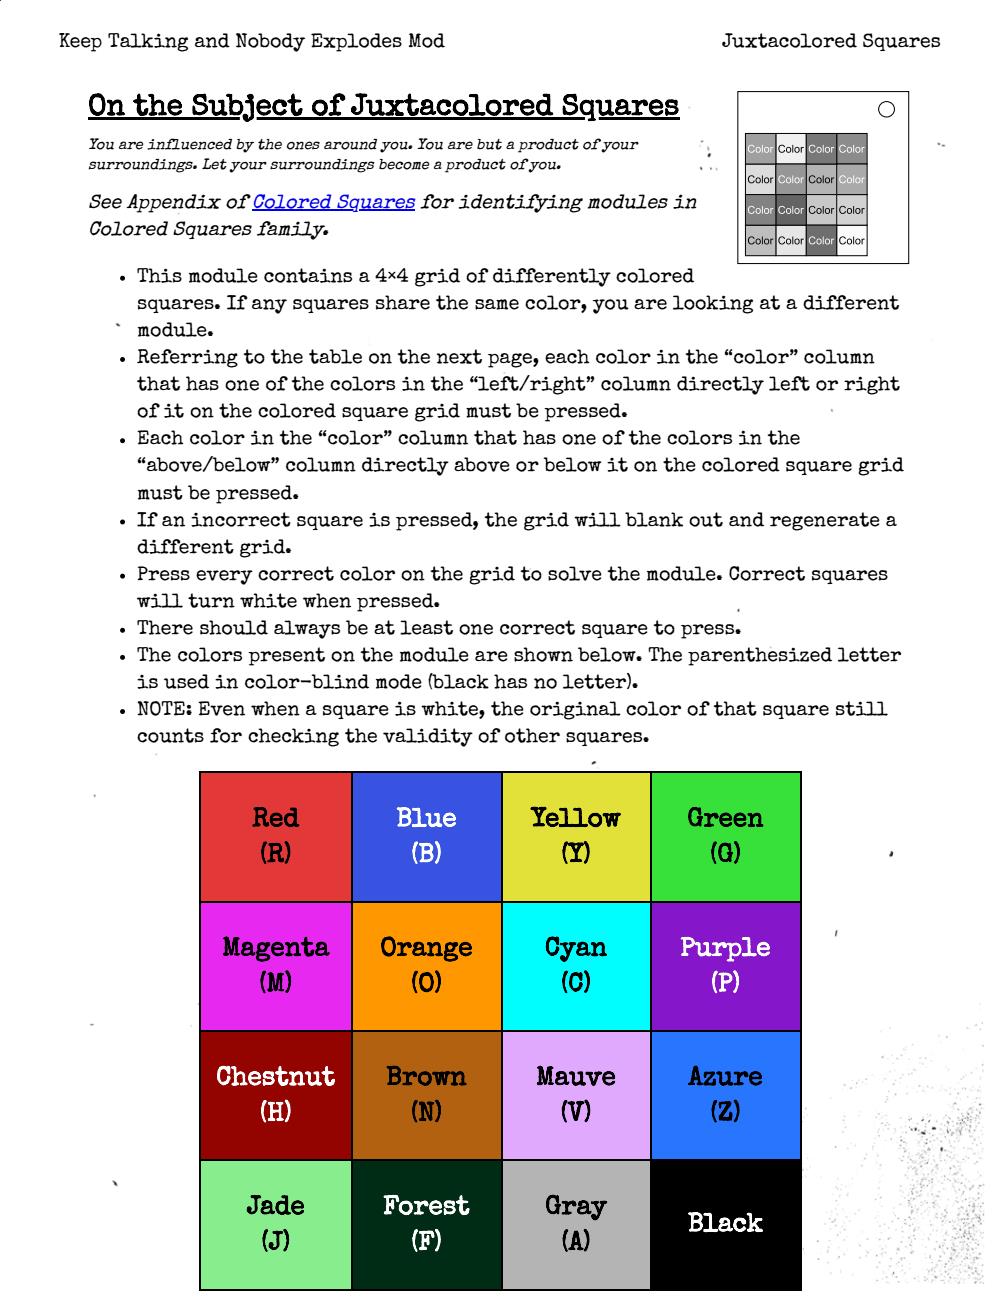 Keep Talking and Nobody Explodes Mod
Juxtacolored Squares
On the Subject of Juxtacolored Squares
You are influenced by the ones around you. You are but a product of your
surroundings. Let your surroundings become a product of you.
See Appendix of Colored Squares for identifying modules in
Colored Squares family.
Color Color Color Color
Color Color Color Color
Color Color Color Color
Color Color Color Color
• This module contains a 4×4 grid of differently colored
squares. If any squares share the same color, you are looking at a different
module.
• Referring to the table on the next page, each color in the “color” column
that has one of the colors in the “left/right” column directly left or right
of it on the colored square grid must be pressed.
• Each color in the “color” column that has one of the colors in the
“above/below” column directly above or below it on the colored square grid
must be pressed.
• If an incorrect square is pressed, the grid will blank out and regenerate a
different grid.
• Press every correct color on the grid to solve the module. Correct squares
will turn white when pressed.
• There should always be at least one correct square to press.
• The colors present on the module are shown below. The parenthesized letter
is used in color-blind mode (black has no letter).
• NOTE: Even when a square is white, the original color of that square still
counts for checking the validity of other squares.
Red Blue Yellow Green
(R) (B) (Y) (G)
Magenta Orange Cyan Purple
(M) (O) (C) (P)
Chestnut Brown Mauve Azure
(H) (N) (V) (Z)
Jade Forest Gray Black
(J) (F) (A)